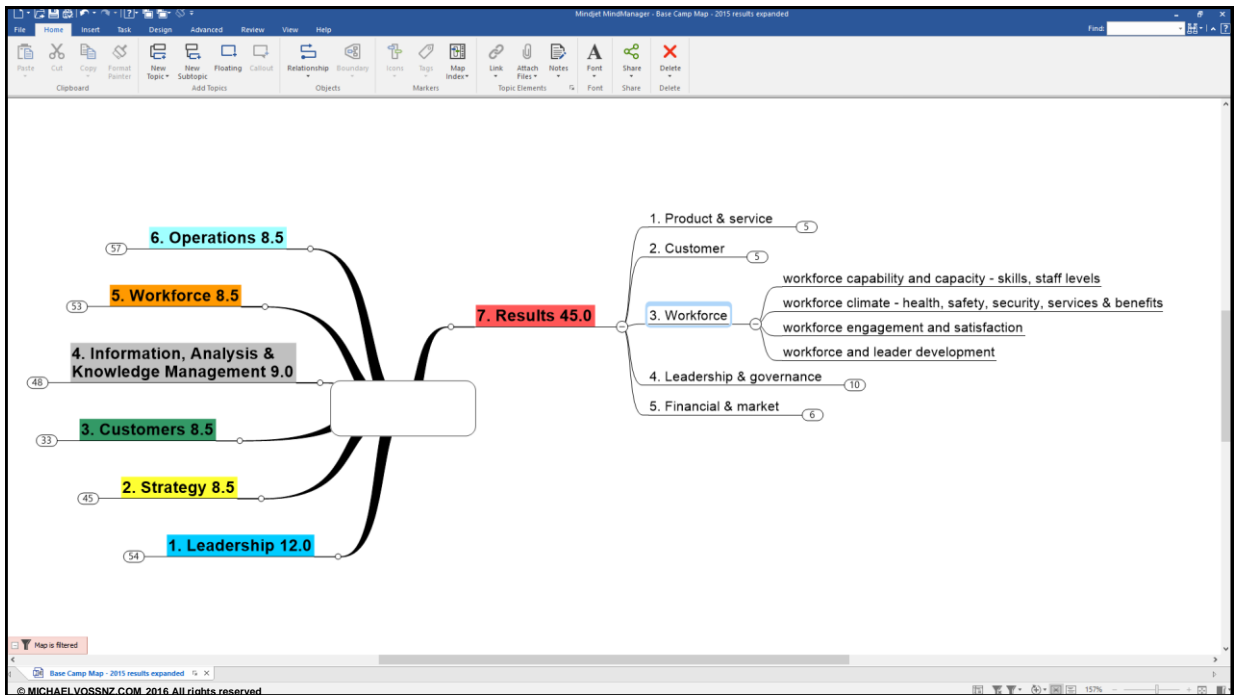 Mindjet MindManager - Base Camp Map - 2015 results expanded
File Home Insert Task Design Advanced Review View Help Find:
Paste Cut Copy Format Painter New Topic New Subtopic Floating Callout Relationship Boundary Icons Tags Map Index Link Attach Files Notes Font Share Delete
Clipboard Add Topics Objects Markers Topic Elements Font Share Delete
6. Operations 8.5
57
5. Workforce 8.5
53
4. Information, Analysis &
Knowledge Management 9.0
48
3. Customers 8.5
33
2. Strategy 8.5
45
1. Leadership 12.0
54
7. Results 45.0
1. Product & service
5
2. Customer
5
3. Workforce
workforce capability and capacity - skills, staff levels
workforce climate - health, safety, security, services & benefits
workforce engagement and satisfaction
workforce and leader development
4. Leadership & governance
10
5. Financial & market
6
Map is filtered
Base Camp Map - 2015 results expanded
© MICHAELVOSSNZ.COM 2016 All rights reserved
157%